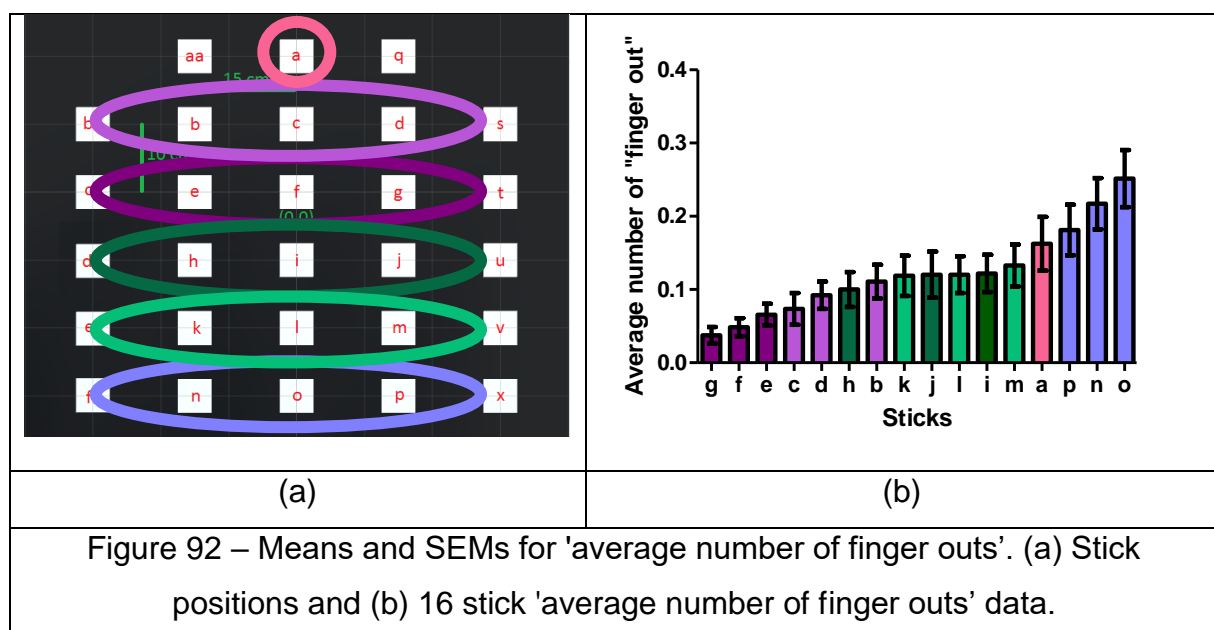 aa a q
15 cm
b b c d s
10 c
e f g t
(0,0)
d h i j u
e k l m v
f n o p x
Average number of "finger out"
0.4
0.3
0.2
0.1
0.0
g f e c d h b k j l i m a p n o
Sticks
(a) (b)
Figure 92 – Means and SEMs for 'average number of finger outs’. (a) Stick
positions and (b) 16 stick 'average number of finger outs’ data.